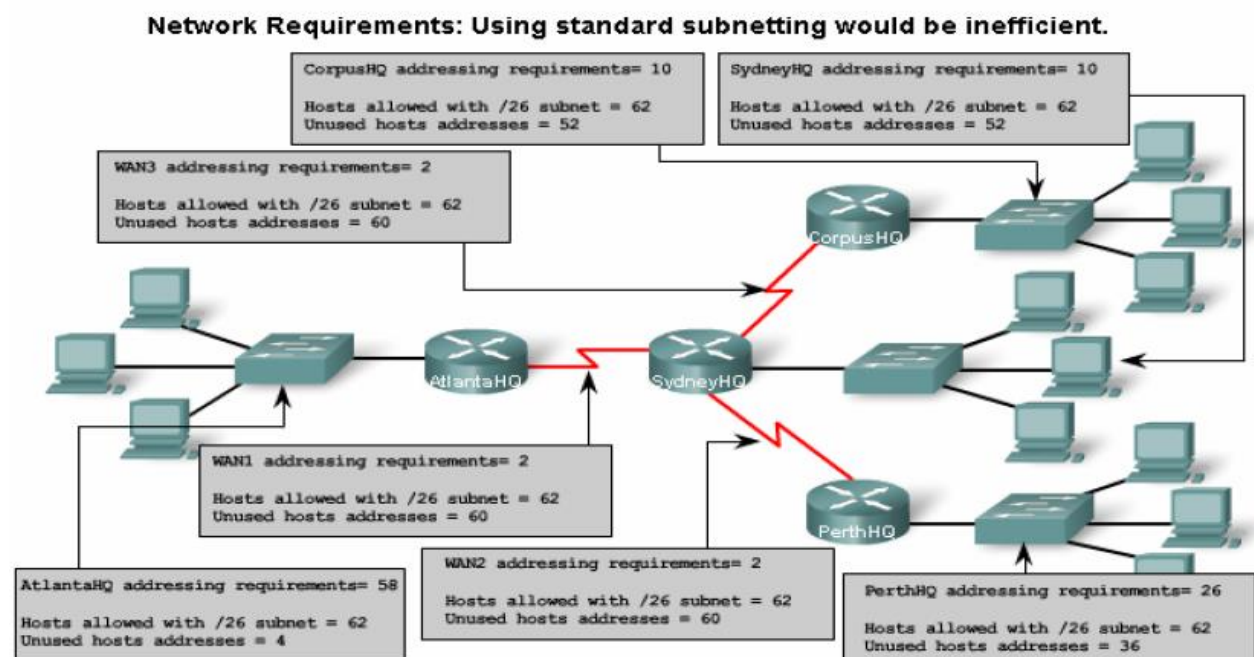 Network Requirements: Using standard subnetting would be inefficient.
CorpusHQ addressing requirements= 10
Hosts allowed with /26 subnet = 62
Unused hosts addresses = 52
SydneyHQ addressing requirements= 10
Hosts allowed with /26 subnet = 62
Unused hosts addresses = 52
WAN3 addressing requirements= 2
Hosts allowed with /26 subnet = 62
Unused hosts addresses = 60
CorpusHQ
AtlantaHQ
SydneyHQ
WAN1 addressing requirements= 2
Hosts allowed with /26 subnet = 62
Unused hosts addresses = 60
PerthHQ
AtlantaHQ addressing requirements= 58
Hosts allowed with /26 subnet = 62
Unused hosts addresses = 4
WAN2 addressing requirements= 2
Hosts allowed with /26 subnet = 62
Unused hosts addresses = 60
PerthHQ addressing requirements= 26
Hosts allowed with /26 subnet = 62
Unused hosts addresses = 36